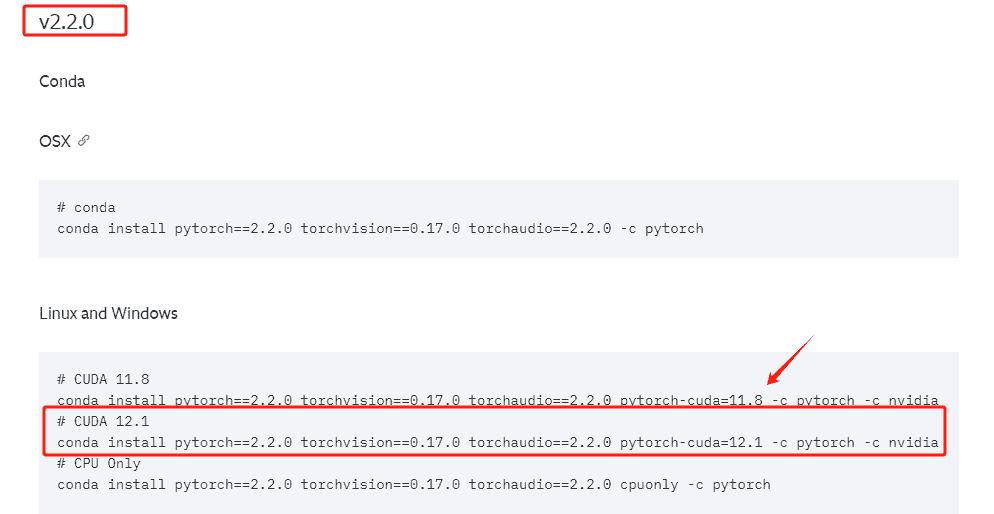 v2.2.0
Conda
OSX
# conda
conda install pytorch==2.2.0 torchvision==0.17.0 torchaudio==2.2.0 -c pytorch
Linux and Windows
# CUDA 11.8
conda install pytorch==2.2.0 torchvision==0.17.0 torchaudio==2.2.0 pytorch-cuda=11.8 -c pytorch -c nvidia
# CUDA 12.1
conda install pytorch==2.2.0 torchvision==0.17.0 torchaudio==2.2.0 pytorch-cuda=12.1 -c pytorch -c nvidia
# CPU Only
conda install pytorch==2.2.0 torchvision==0.17.0 torchaudio==2.2.0 cpuonly -c pytorch